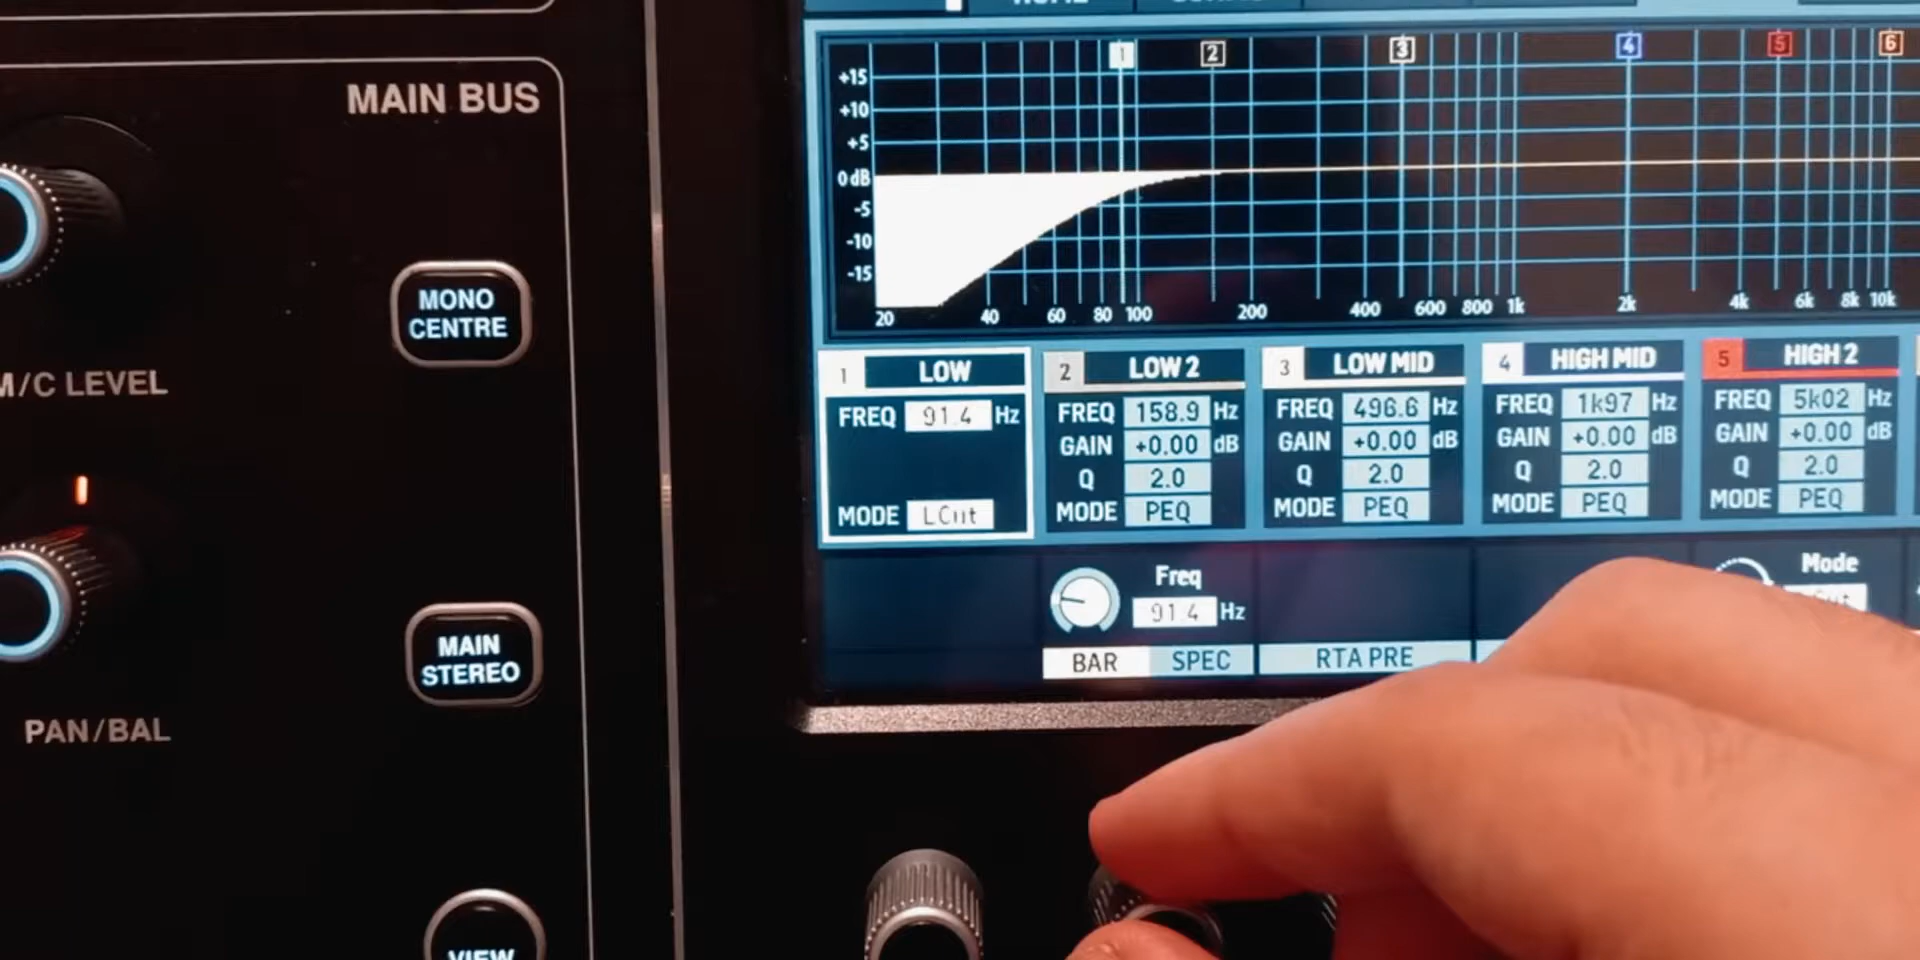 MAIN BUS
MONO
CENTRE
M/C LEVEL
MAIN
STEREO
PAN/BAL
VIEW
HOME
1 2 3 4 5 6
+15
+10
+5
0 dB
-5
-10
-15
20 40 60 80 100 200 400 600 800 1k 2k 4k 6k 8k 10k
1 LOW
FREQ 91.4 Hz
MODE LCut
2 LOW 2
FREQ 158.9 Hz
GAIN +0.00 dB
Q 2.0
MODE PEQ
3 LOW MID
FREQ 496.6 Hz
GAIN +0.00 dB
Q 2.0
MODE PEQ
4 HIGH MID
FREQ 1k97 Hz
GAIN +0.00 dB
Q 2.0
MODE PEQ
5 HIGH 2
FREQ 5k02 Hz
GAIN +0.00 dB
Q 2.0
MODE PEQ
Freq
91.4 Hz
Mode
BAR SPEC RTA PRE